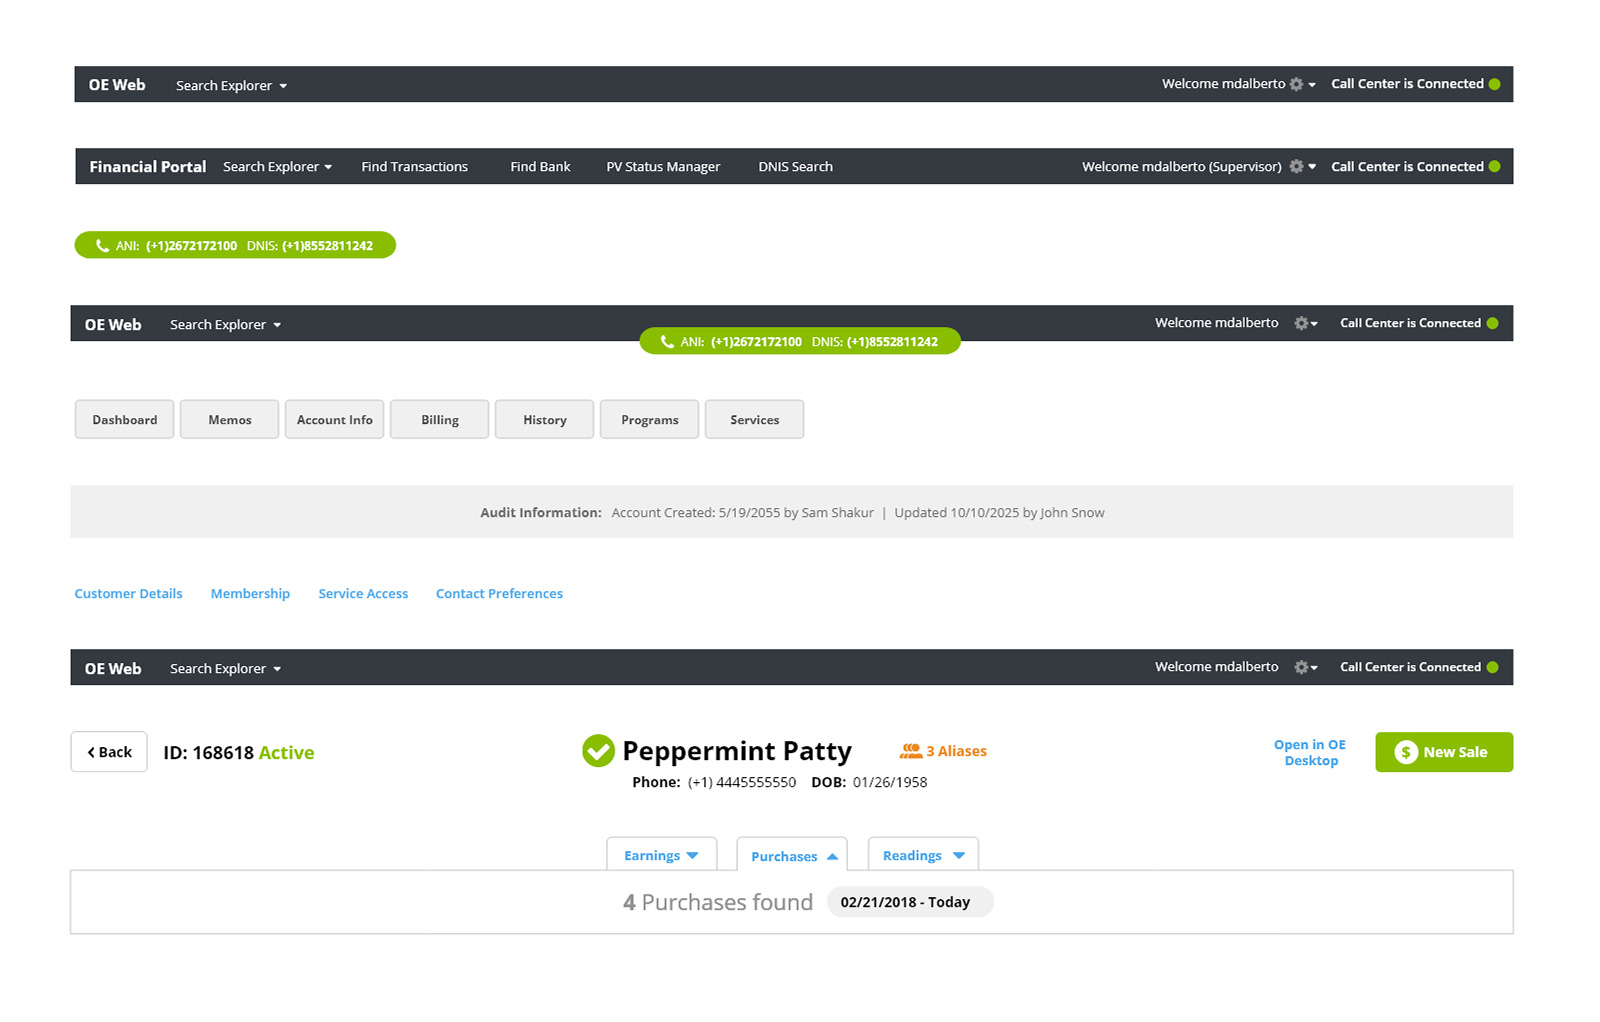 OE Web Search Explorer Welcome mdalberto Call Center is Connected
Financial Portal Search Explorer Find Transactions Find Bank PV Status Manager DNIS Search Welcome mdalberto (Supervisor) Call Center is Connected
ANI: (+1)2672172100 DNIS: (+1)8552811242
OE Web Search Explorer Welcome mdalberto Call Center is Connected
ANI: (+1)2672172100 DNIS: (+1)8552811242
Dashboard Memos Account Info Billing History Programs Services
Audit Information: Account Created: 5/19/2055 by Sam Shakur | Updated 10/10/2025 by John Snow
Customer Details Membership Service Access Contact Preferences
OE Web Search Explorer Welcome mdalberto Call Center is Connected
Back ID: 168618 Active Peppermint Patty 3 Aliases Open in OE Desktop $ New Sale
Phone: (+1) 4445555550 DOB: 01/26/1958
Earnings Purchases Readings
4 Purchases found 02/21/2018 - Today